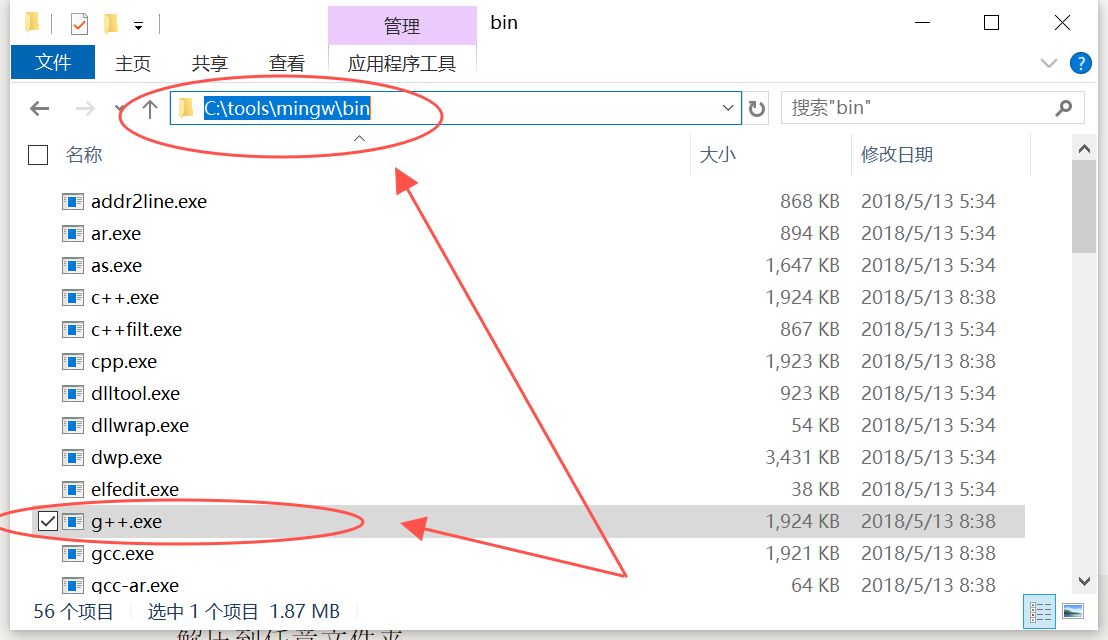 管理 bin
文件 主页 共享 查看 应用程序工具
C:\tools\mingw\bin 搜索"bin"
名称 大小 修改日期
addr2line.exe 868 KB 2018/5/13 5:34
ar.exe 894 KB 2018/5/13 5:34
as.exe 1,647 KB 2018/5/13 5:34
c++.exe 1,924 KB 2018/5/13 8:38
c++filt.exe 867 KB 2018/5/13 5:34
cpp.exe 1,923 KB 2018/5/13 8:38
dlltool.exe 923 KB 2018/5/13 5:34
dllwrap.exe 54 KB 2018/5/13 5:34
dwp.exe 3,431 KB 2018/5/13 5:34
elfedit.exe 38 KB 2018/5/13 5:34
g++.exe 1,924 KB 2018/5/13 8:38
gcc.exe 1,921 KB 2018/5/13 8:38
gcc-ar.exe 64 KB 2018/5/13 8:38
56 个项目 选中 1 个项目 1.87 MB
解压到任意文件夹